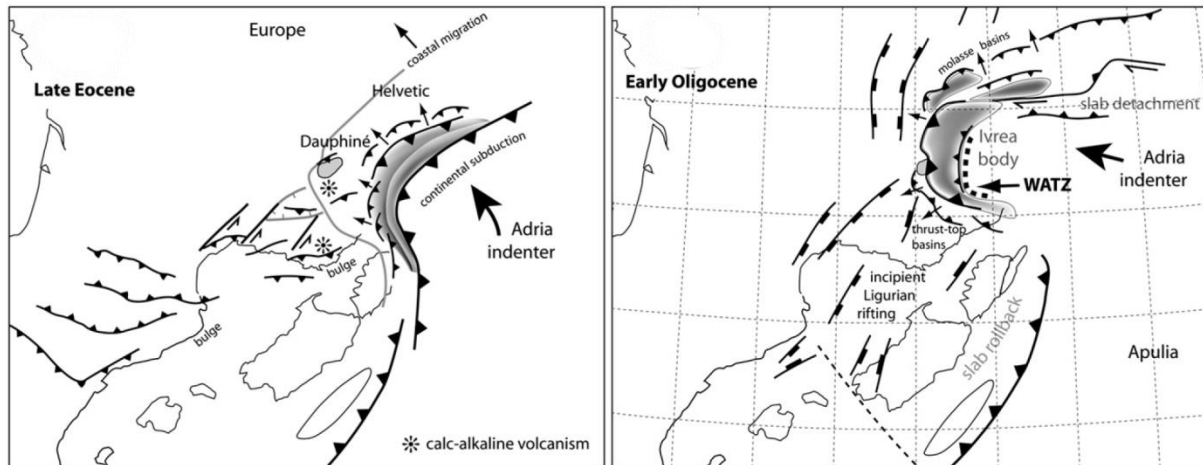 Europe
Late Eocene
coastal migration
Helvetic
Dauphiné
continental subduction
Adria
indenter
bulge
bulge
calc-alkaline volcanism
Early Oligocene
molasse basins
slab detachment
Ivrea
body
Adria
indenter
WATZ
thrust-top
basins
incipient
Ligurian
rifting
slab rollback
Apulia